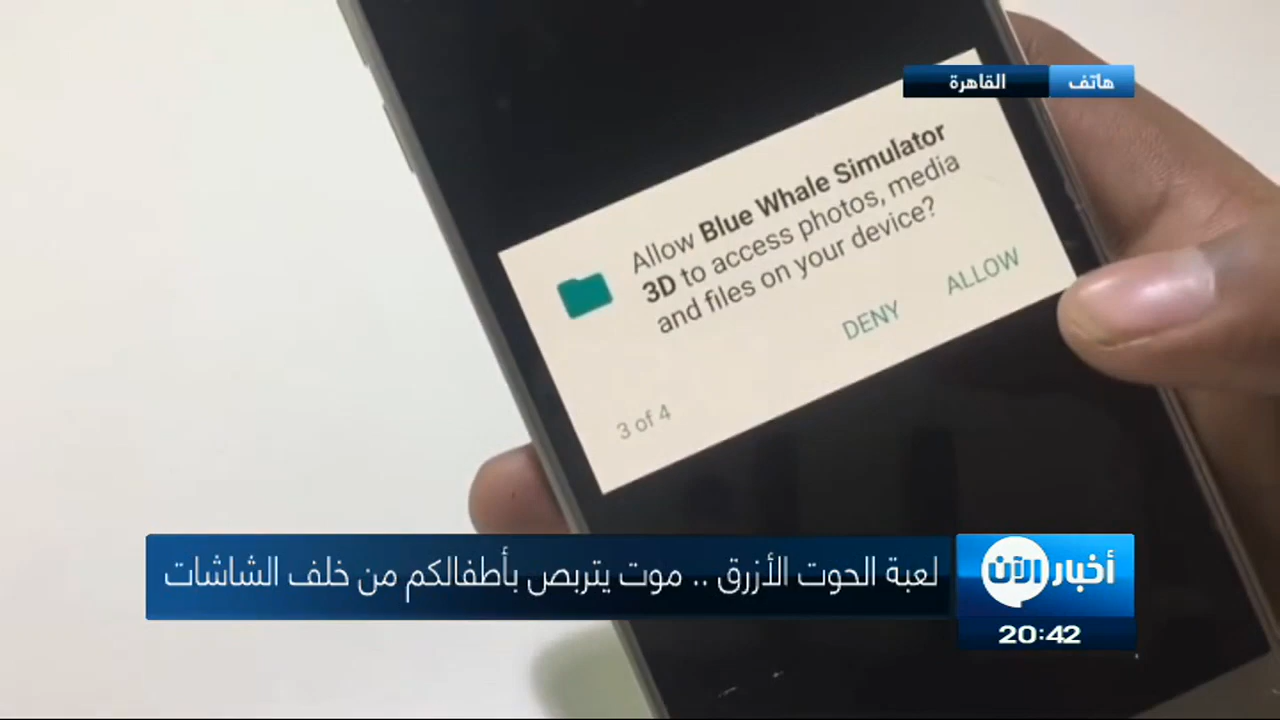 هاتف القاهرة
Allow Blue Whale Simulator
3D to access photos, media
and files on your device?
DENY ALLOW
3 of 4
لعبة الحوت الأزرق .. موت يتربص بأطفالكم من خلف الشاشات
أخبار الآن
20:42